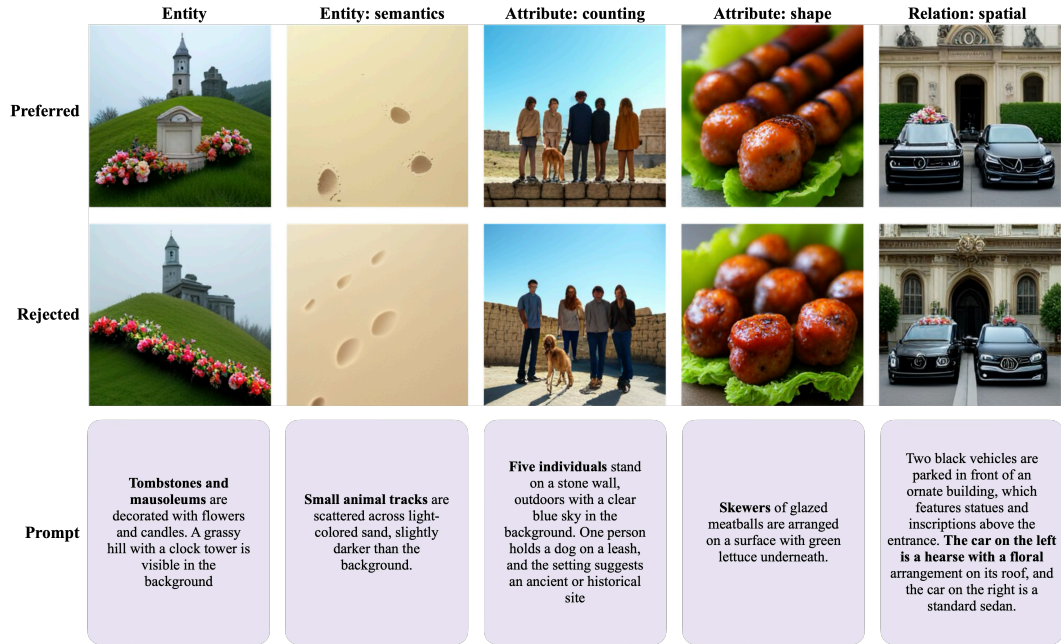 Entity
Entity: semantics
Attribute: counting
Attribute: shape
Relation: spatial
Preferred
Rejected
Prompt
Tombstones and
mausoleums are
decorated with flowers
and candles. A grassy
hill with a clock tower is
visible in the
background
Small animal tracks are
scattered across light-
colored sand, slightly
darker than the
background.
Five individuals stand
on a stone wall,
outdoors with a clear
blue sky in the
background. One person
holds a dog on a leash,
and the setting suggests
an ancient or historical
site
Skewers of glazed
meatballs are arranged
on a surface with green
lettuce underneath.
Two black vehicles are
parked in front of an
ornate building, which
features statues and
inscriptions above the
entrance. The car on the
left is a hearse with a floral
arrangement on its roof, and
the car on the right is a
standard sedan.